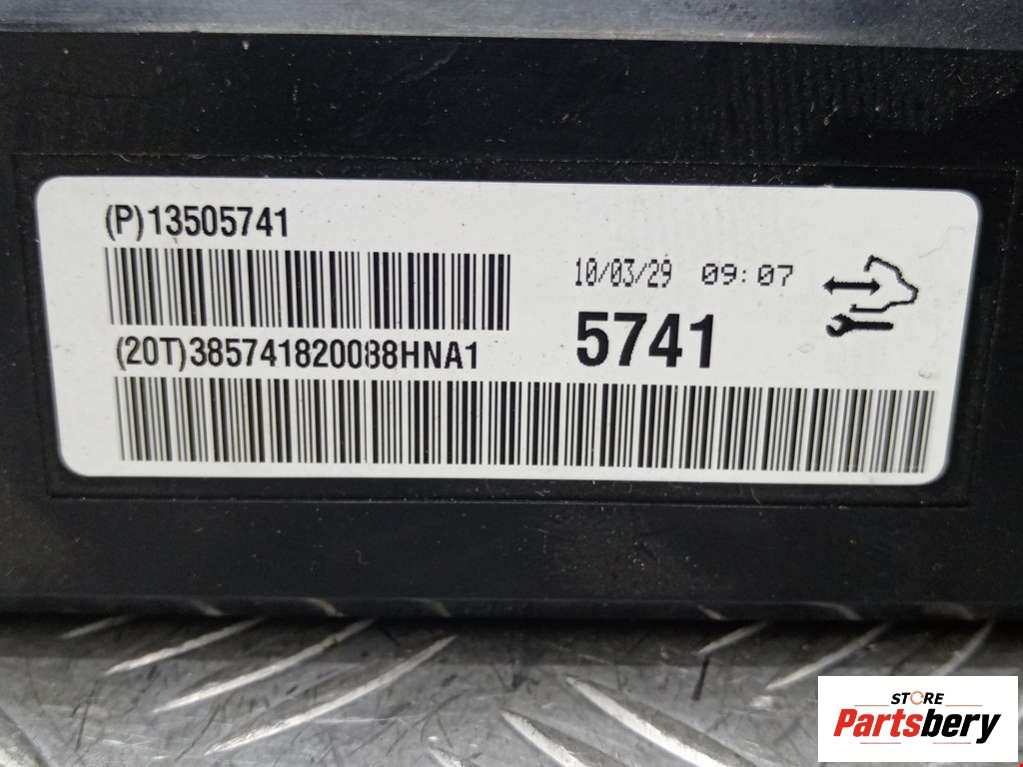 (P)13505741
10/03/29 09:07
5741
(20T)385741820088HNA1
STORE
Partsbery